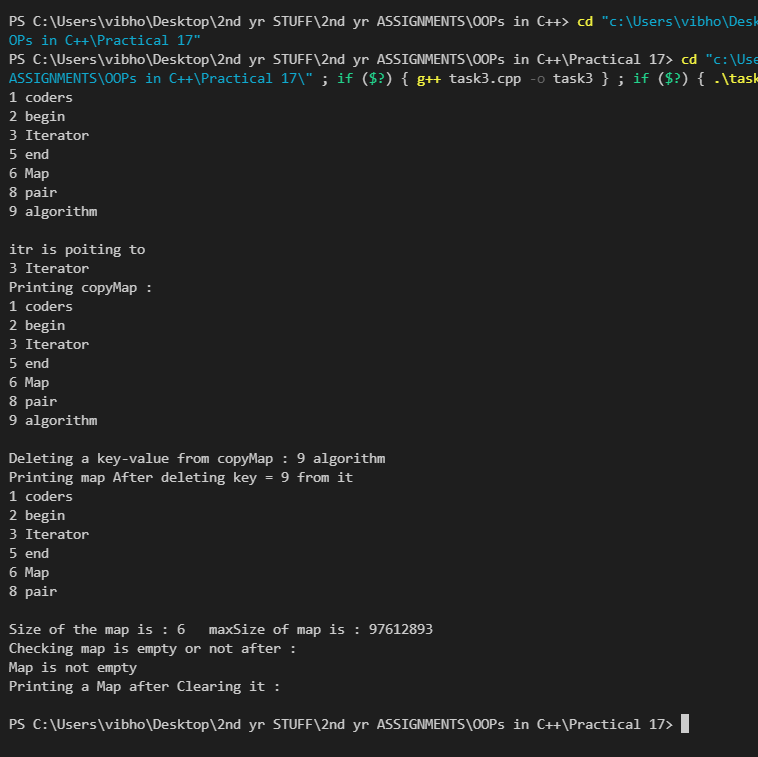 PS C:\Users\vibho\Desktop\2nd yr STUFF\2nd yr ASSIGNMENTS\OOPs in C++> cd "c:\Users\vibho\Desk
OPs in C++\Practical 17"
PS C:\Users\vibho\Desktop\2nd yr STUFF\2nd yr ASSIGNMENTS\OOPs in C++\Practical 17> cd "c:\Use
ASSIGNMENTS\OOPs in C++\Practical 17\" ; if ($?) { g++ task3.cpp -o task3 } ; if ($?) { .\task
1 coders
2 begin
3 Iterator
5 end
6 Map
8 pair
9 algorithm

itr is poiting to
3 Iterator
Printing copyMap :
1 coders
2 begin
3 Iterator
5 end
6 Map
8 pair
9 algorithm

Deleting a key-value from copyMap : 9 algorithm
Printing map After deleting key = 9 from it
1 coders
2 begin
3 Iterator
5 end
6 Map
8 pair

Size of the map is : 6   maxSize of map is : 97612893
Checking map is empty or not after :
Map is not empty
Printing a Map after Clearing it :

PS C:\Users\vibho\Desktop\2nd yr STUFF\2nd yr ASSIGNMENTS\OOPs in C++\Practical 17>